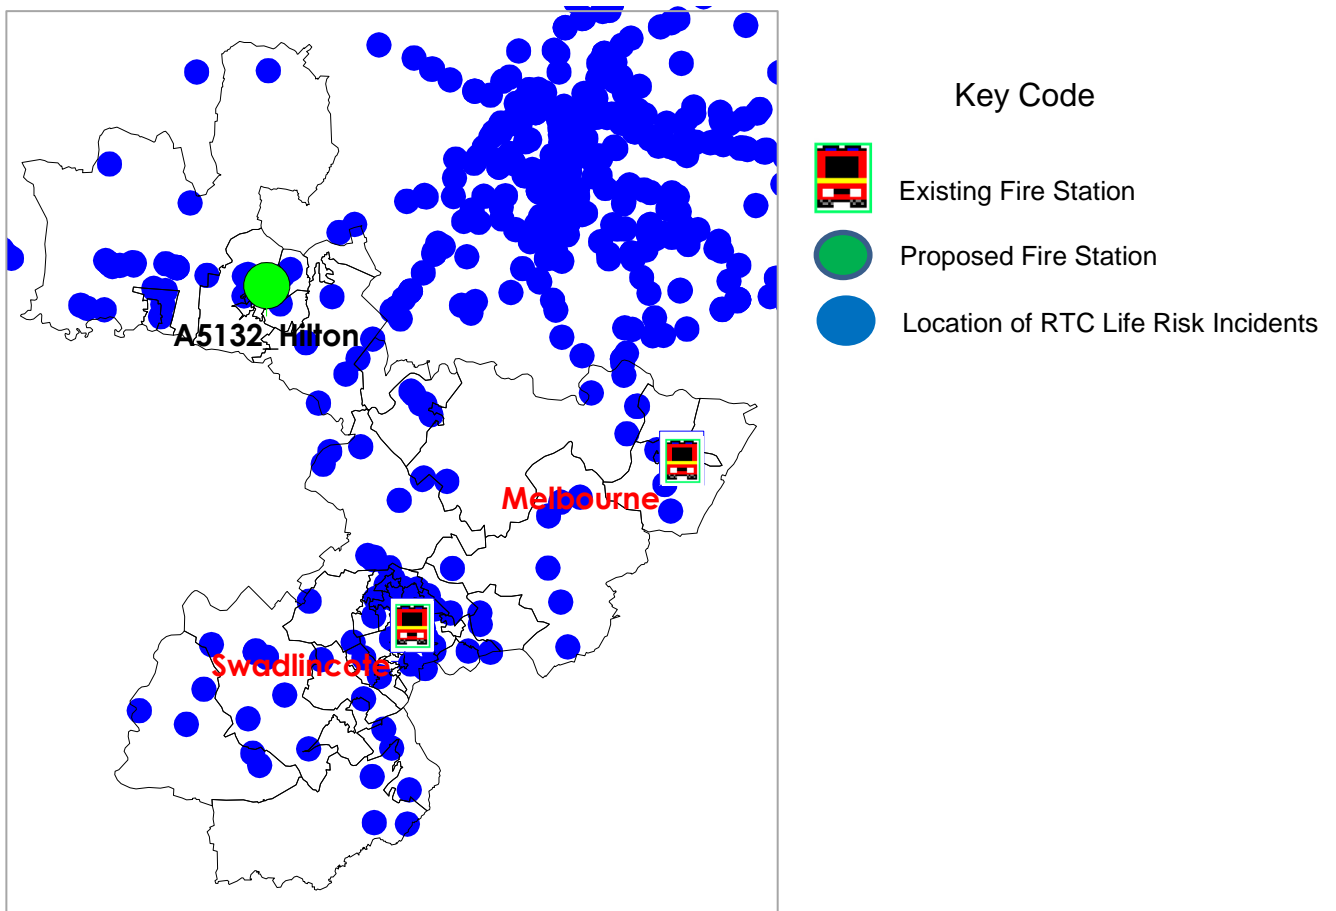 Key Code
Existing Fire Station
Proposed Fire Station
Location of RTC Life Risk Incidents
A5132_Hilton
Melbourne
Swadlincote